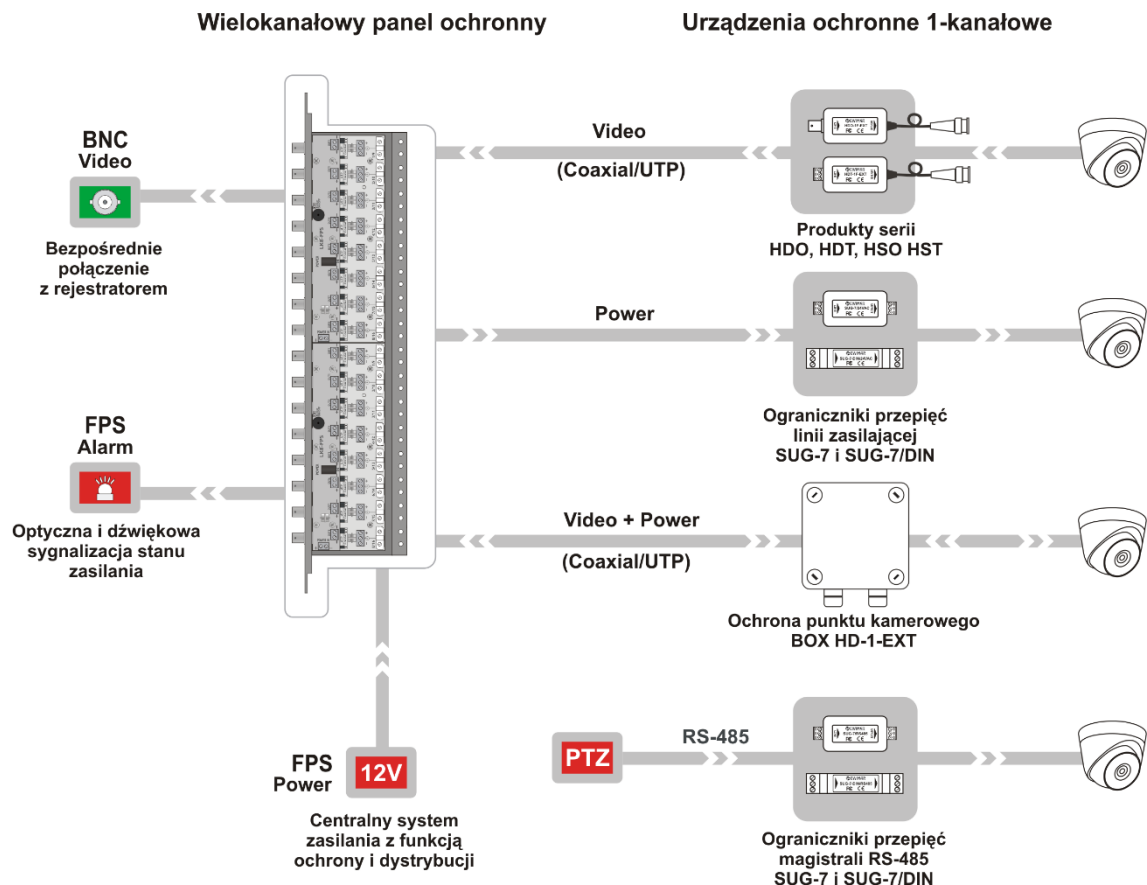 Wielokanałowy panel ochronny
Urządzenia ochronne 1-kanałowe
BNC
Video
Bezpośrednie
połączenie
z rejestratorem
Video
(Coaxial/UTP)
Produkty serii
HDO, HDT, HSO HST
Power
Ograniczniki przepięć
linii zasilającej
SUG-7 i SUG-7/DIN
FPS
Alarm
Optyczna i dźwiękowa
sygnalizacja stanu
zasilania
Video + Power
(Coaxial/UTP)
Ochrona punktu kamerowego
BOX HD-1-EXT
FPS
Power
12V
Centralny system
zasilania z funkcją
ochrony i dystrybucji
PTZ
RS-485
Ograniczniki przepięć
magistrali RS-485
SUG-7 i SUG-7/DIN